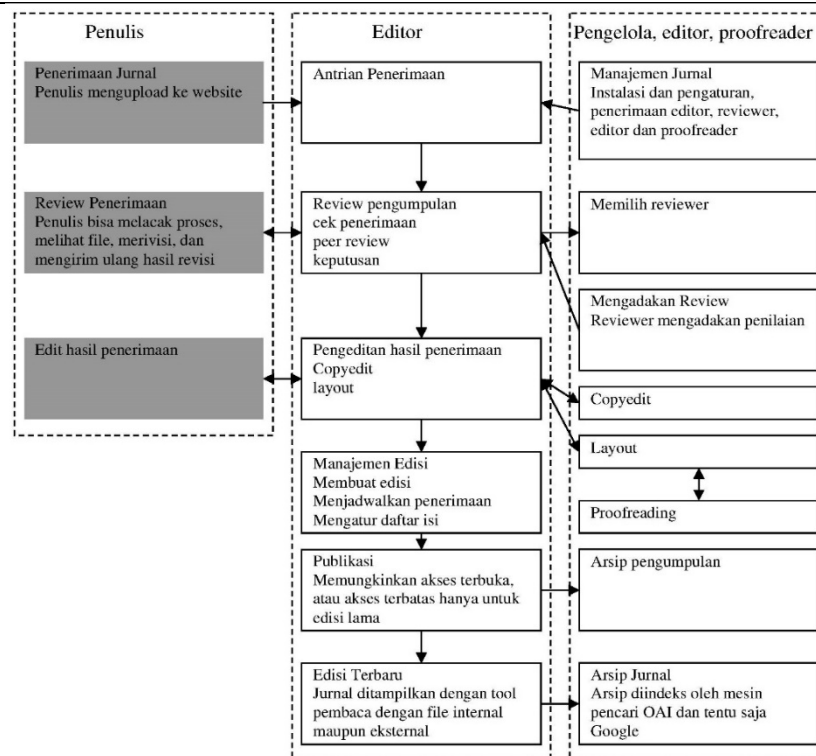 Penulis
Editor
Pengelola, editor, proofreader
Penerimaan Jurnal
Penulis mengupload ke website
Antrian Penerimaan
Manajemen Jurnal
Instalasi dan pengaturan,
penerimaan editor, reviewer,
editor dan proofreader
Review Penerimaan
Penulis bisa melacak proses,
melihat file, merivisi, dan
mengirim ulang hasil revisi
Review pengumpulan
cek penerimaan
peer review
keputusan
Memilih reviewer
Mengadakan Review
Reviewer mengadakan penilaian
Edit hasil penerimaan
Pengeditan hasil penerimaan
Copyedit
layout
Copyedit
Layout
Proofreading
Manajemen Edisi
Membuat edisi
Menjadwalkan penerimaan
Mengatur daftar isi
Publikasi
Memungkinkan akses terbuka,
atau akses terbatas hanya untuk
edisi lama
Arsip pengumpulan
Edisi Terbaru
Jurnal ditampilkan dengan tool
pembaca dengan file internal
maupun eksternal
Arsip Jurnal
Arsip diindeks oleh mesin
pencari OAI dan tentu saja
Google